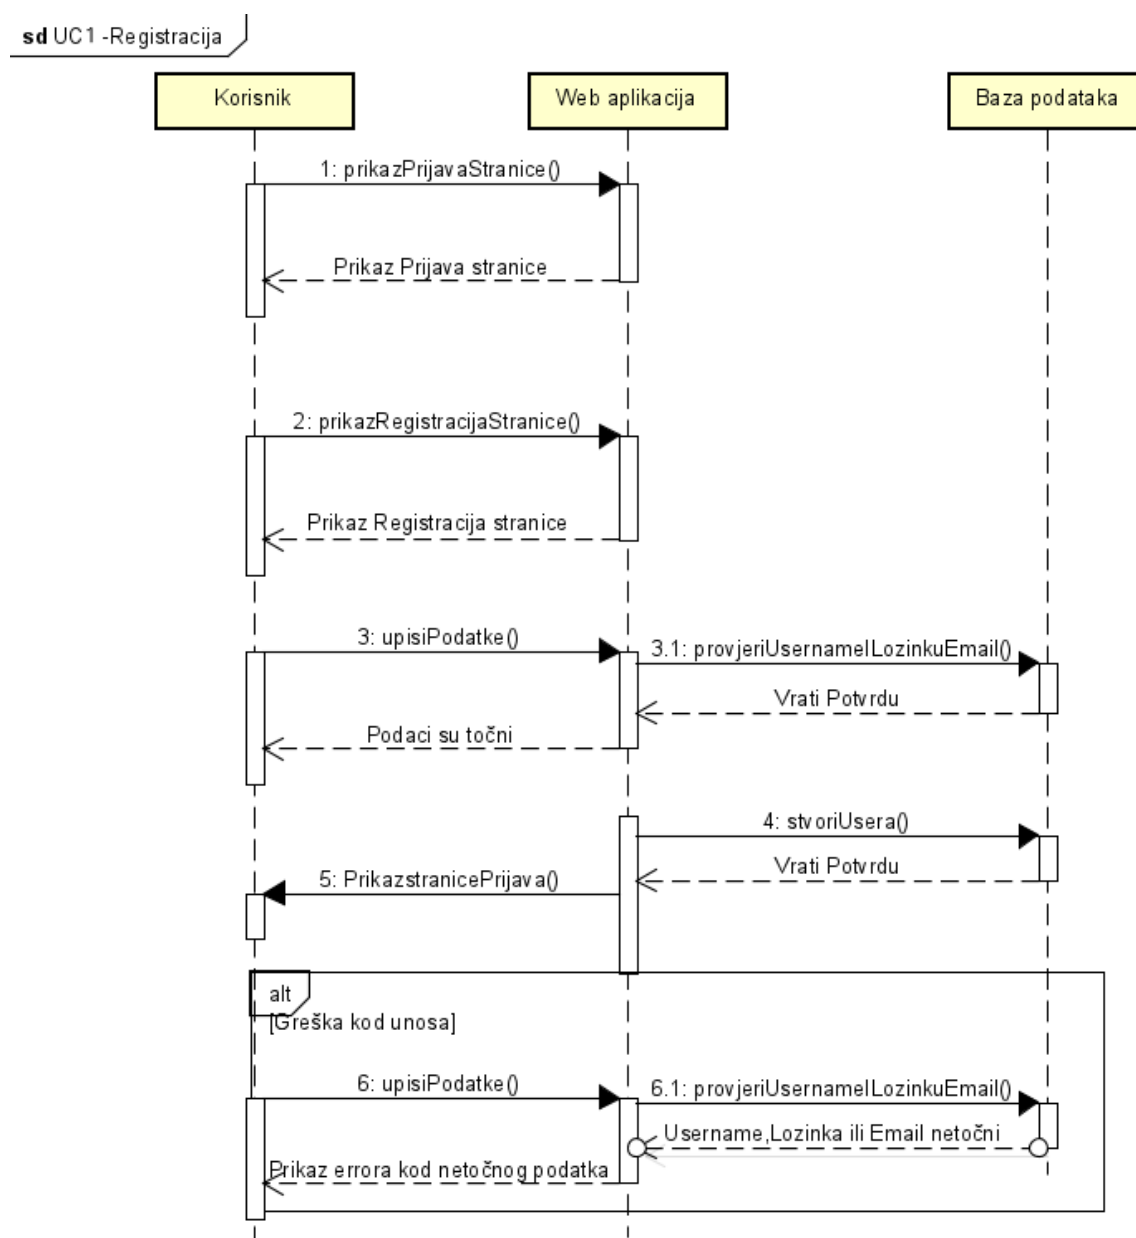 sd UC1 -Registracija
Korisnik
Web aplikacija
Baza podataka
1: prikazPrijavaStranice()
Prikaz Prijava stranice
2: prikazRegistracijaStranice()
Prikaz Registracija stranice
3: upisiPodatke()
3.1: provjeriUsernameILozinkuEmail()
Vrati Potvrdu
Podaci su točni
4: stvoriUsera()
Vrati Potvrdu
5: PrikazstranicePrijava()
alt
[Greška kod unosa]
6: upisiPodatke()
6.1: provjeriUsernameILozinkuEmail()
Username,Lozinka ili Email netočni
Prikaz errora kod netočnog podatka